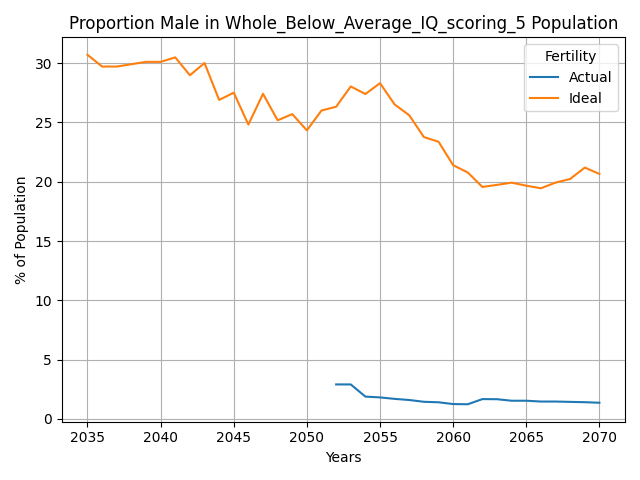 Proportion Male in Whole_Below_Average_IQ_scoring_5 Population
Fertility
Actual
Ideal
% of Population
30
25
20
15
10
5
0
2035 2040 2045 2050 2055 2060 2065 2070
Years